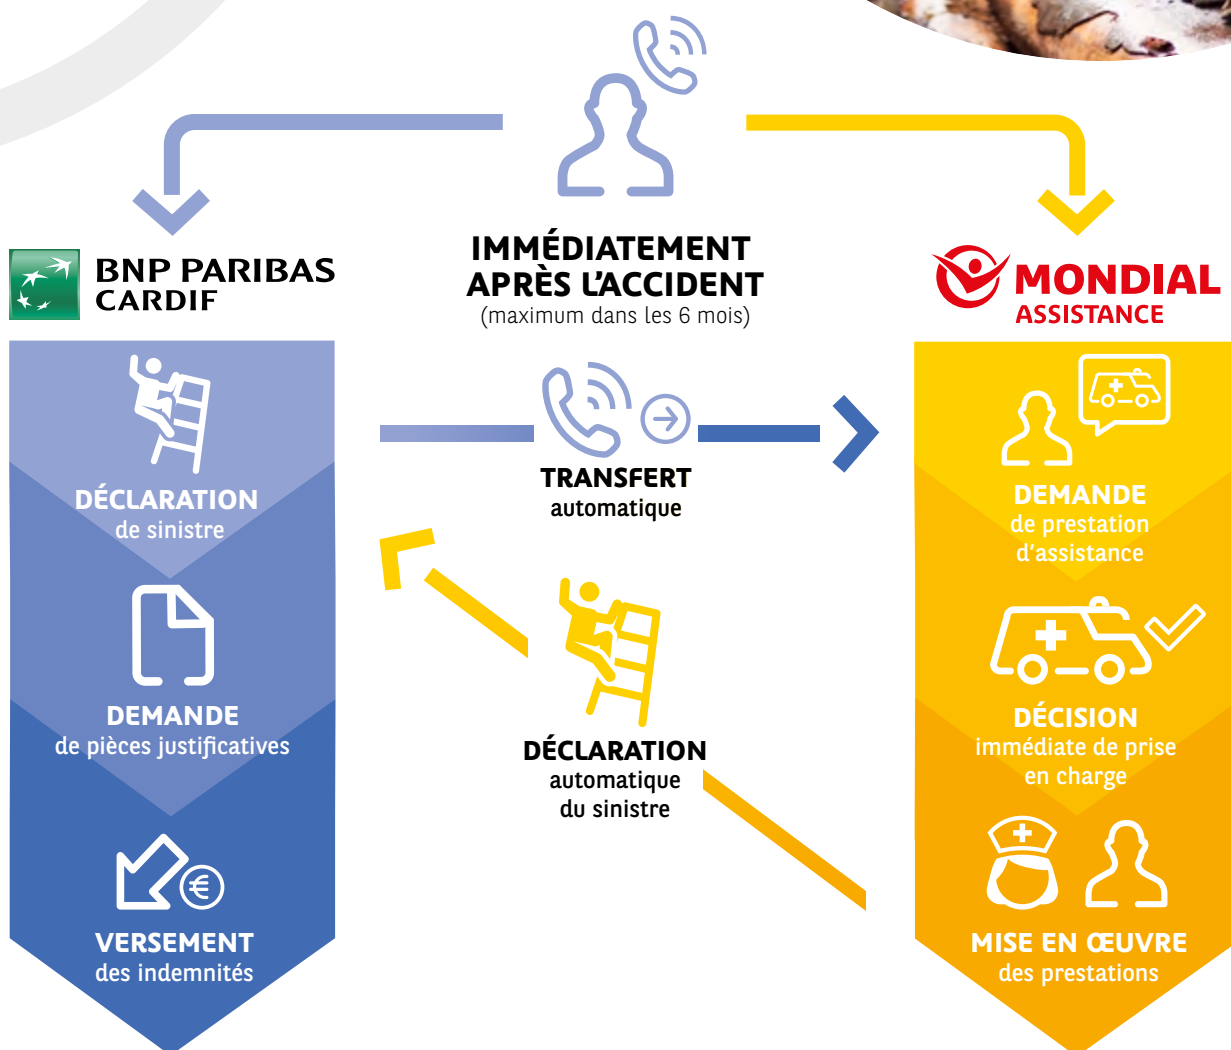 IMMÉDIATEMENT
APRÈS L'ACCIDENT
(maximum dans les 6 mois)
BNP PARIBAS
CARDIF
DÉCLARATION
de sinistre
DEMANDE
de pièces justificatives
€
VERSEMENT
des indemnités
TRANSFERT
automatique
DÉCLARATION
automatique
du sinistre
MONDIAL
ASSISTANCE
DEMANDE
de prestation
d'assistance
DÉCISION
immédiate de prise
en charge
MISE EN ŒUVRE
des prestations